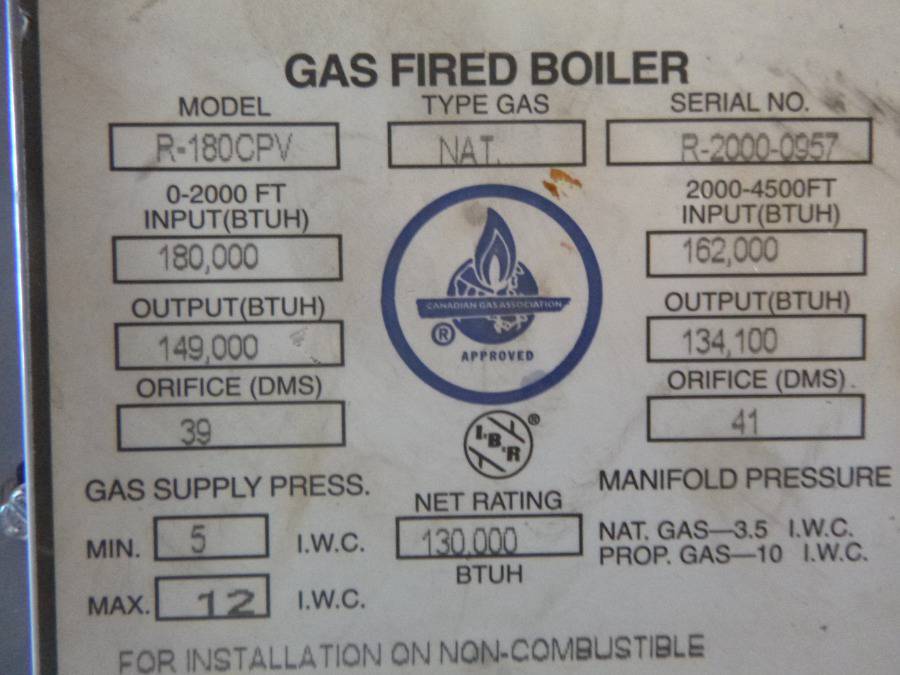 GAS FIRED BOILER
MODEL TYPE GAS SERIAL NO.
R-180CPV NAT. R-2000-0957
0-2000 FT 2000-4500FT
INPUT(BTUH) INPUT(BTUH)
180,000 162,000
OUTPUT(BTUH) OUTPUT(BTUH)
149,000 134,100
ORIFICE (DMS) ORIFICE (DMS)
39 41
CANADIAN GAS ASSOCIATION
®
APPROVED
I·B·R ®
GAS SUPPLY PRESS. NET RATING MANIFOLD PRESSURE
MIN. 5 I.W.C. 130,000 NAT. GAS—3.5 I.W.C.
BTUH PROP. GAS—10 I.W.C.
MAX. 12 I.W.C.
FOR INSTALLATION ON NON-COMBUSTIBLE